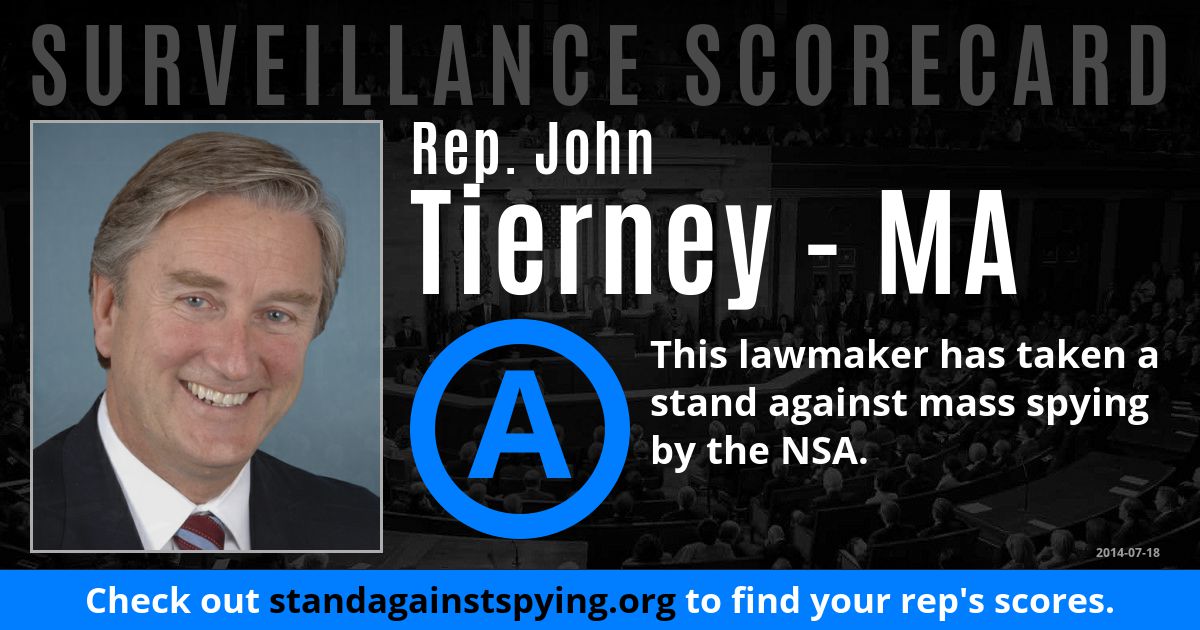 SURVEILLANCE SCORECARD
Rep. John
Tierney - MA
A
This lawmaker has taken a
stand against mass spying
by the NSA.
2014-07-18
Check out standagainstspying.org to find your rep's scores.